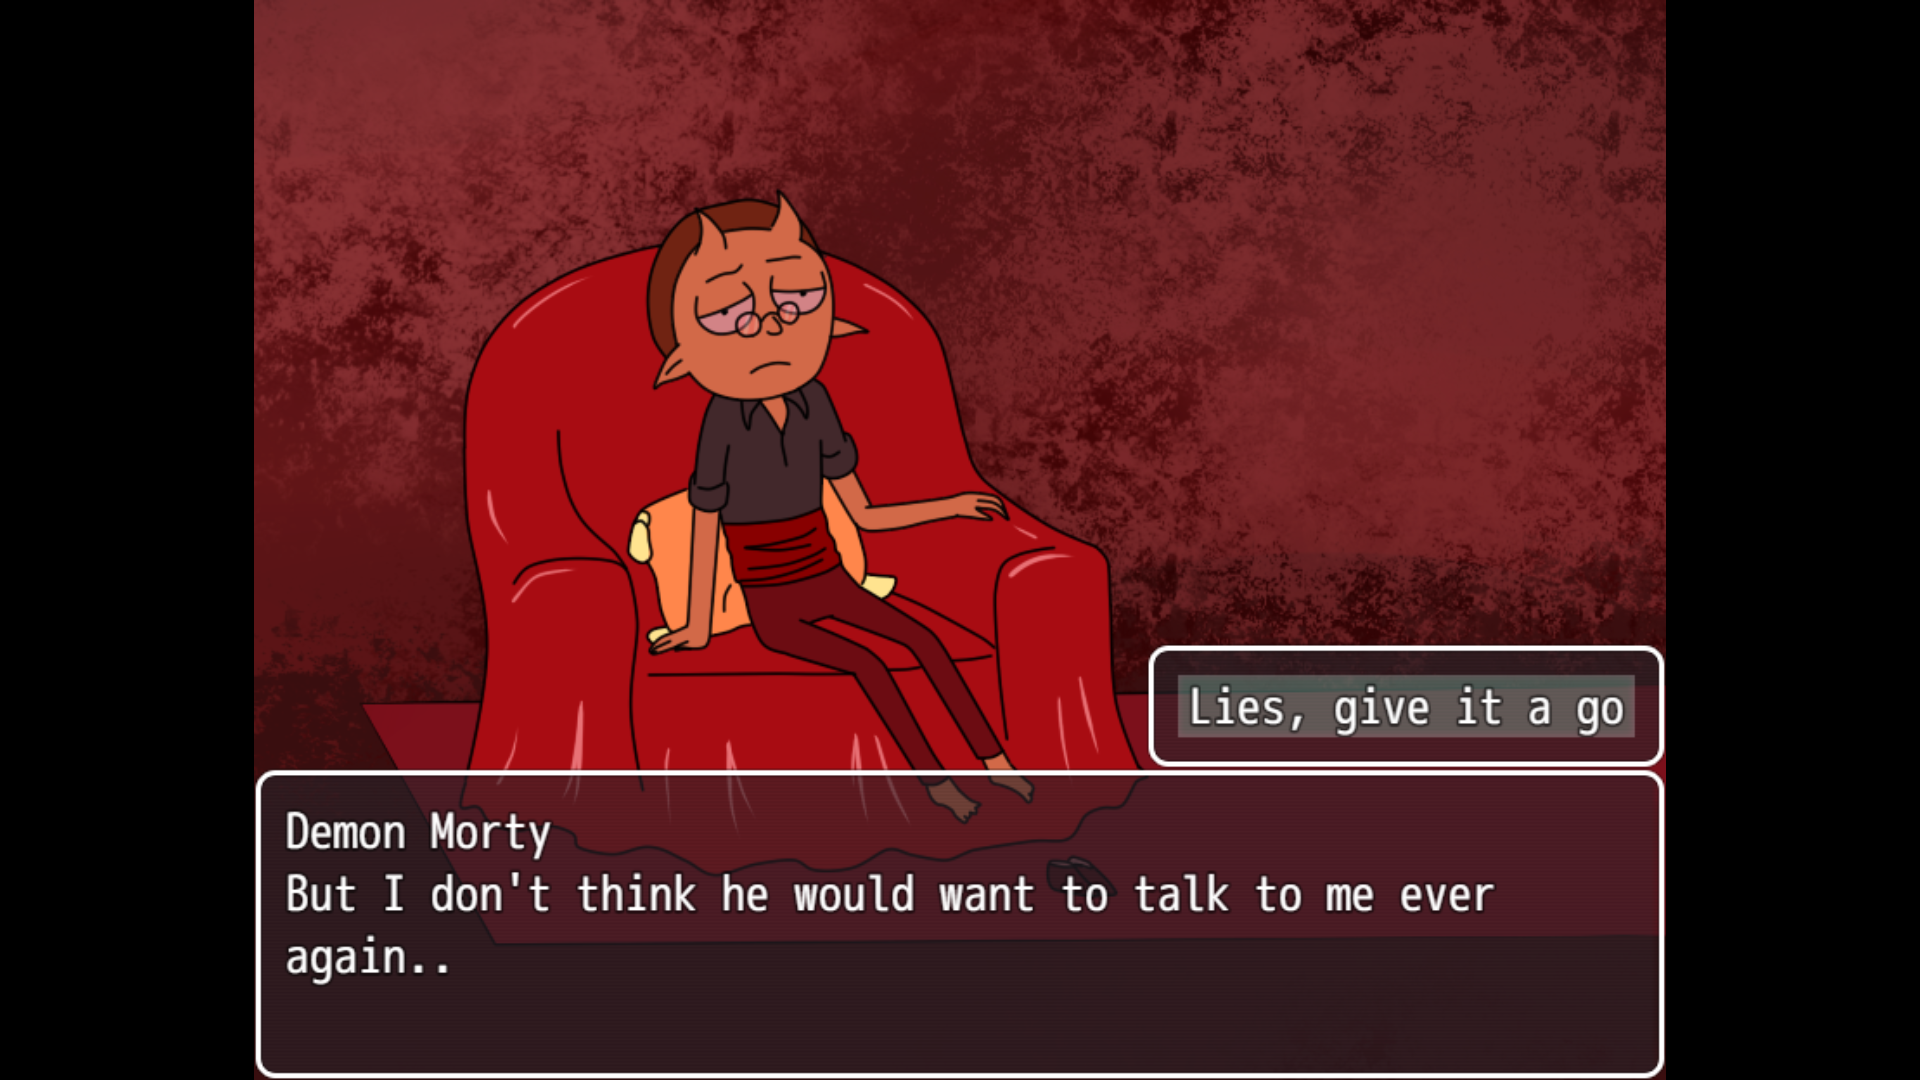 Lies, give it a go
Demon Morty
But I don't think he would want to talk to me ever
again..